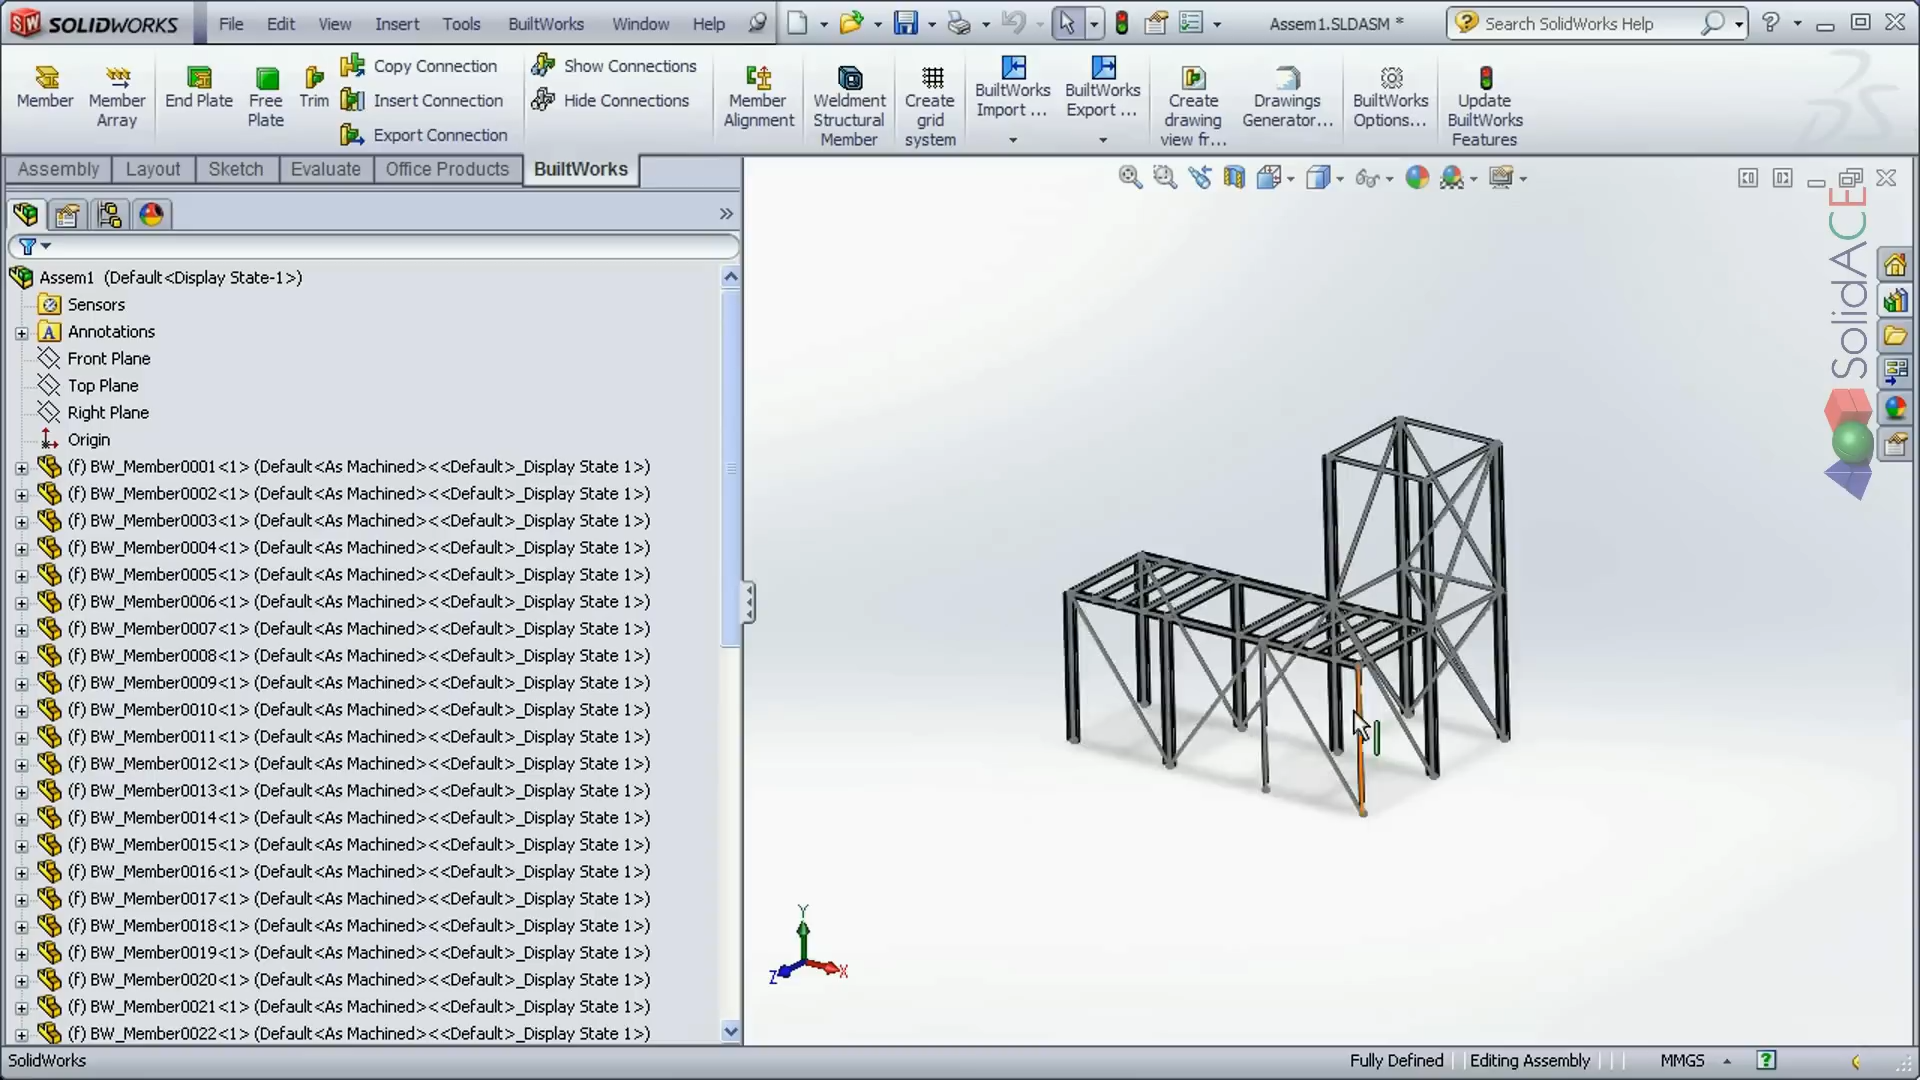 SOLIDWORKS File Edit View Insert Tools BuiltWorks Window Help Assem1.SLDASM * Search SolidWorks Help
Member
Member Array
End Plate
Free Plate
Trim
Copy Connection
Insert Connection
Export Connection
Show Connections
Hide Connections
Member Alignment
Weldment Structural Member
Create grid system
BuiltWorks Import ...
BuiltWorks Export ...
Create drawing view fr...
Drawings Generator...
BuiltWorks Options...
Update BuiltWorks Features
Assembly Layout Sketch Evaluate Office Products BuiltWorks
Assem1 (Default<Display State-1>)
Sensors
Annotations
Front Plane
Top Plane
Right Plane
Origin
(f) BW_Member0001<1> (Default<As Machined><<Default>_Display State 1>)
(f) BW_Member0002<1> (Default<As Machined><<Default>_Display State 1>)
(f) BW_Member0003<1> (Default<As Machined><<Default>_Display State 1>)
(f) BW_Member0004<1> (Default<As Machined><<Default>_Display State 1>)
(f) BW_Member0005<1> (Default<As Machined><<Default>_Display State 1>)
(f) BW_Member0006<1> (Default<As Machined><<Default>_Display State 1>)
(f) BW_Member0007<1> (Default<As Machined><<Default>_Display State 1>)
(f) BW_Member0008<1> (Default<As Machined><<Default>_Display State 1>)
(f) BW_Member0009<1> (Default<As Machined><<Default>_Display State 1>)
(f) BW_Member0010<1> (Default<As Machined><<Default>_Display State 1>)
(f) BW_Member0011<1> (Default<As Machined><<Default>_Display State 1>)
(f) BW_Member0012<1> (Default<As Machined><<Default>_Display State 1>)
(f) BW_Member0013<1> (Default<As Machined><<Default>_Display State 1>)
(f) BW_Member0014<1> (Default<As Machined><<Default>_Display State 1>)
(f) BW_Member0015<1> (Default<As Machined><<Default>_Display State 1>)
(f) BW_Member0016<1> (Default<As Machined><<Default>_Display State 1>)
(f) BW_Member0017<1> (Default<As Machined><<Default>_Display State 1>)
(f) BW_Member0018<1> (Default<As Machined><<Default>_Display State 1>)
(f) BW_Member0019<1> (Default<As Machined><<Default>_Display State 1>)
(f) BW_Member0020<1> (Default<As Machined><<Default>_Display State 1>)
(f) BW_Member0021<1> (Default<As Machined><<Default>_Display State 1>)
(f) BW_Member0022<1> (Default<As Machined><<Default>_Display State 1>)
SolidACE
Y
Z
X
SolidWorks Fully Defined Editing Assembly MMGS